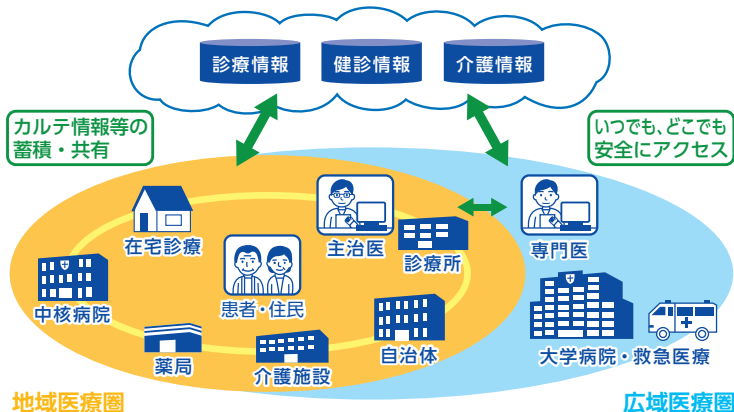 診療情報
健診情報
介護情報
カルテ情報等の
蓄積・共有
いつでも、どこでも
安全にアクセス
在宅診療
主治医
診療所
専門医
患者・住民
中核病院
薬局
介護施設
自治体
大学病院・救急医療
地域医療圏
広域医療圏